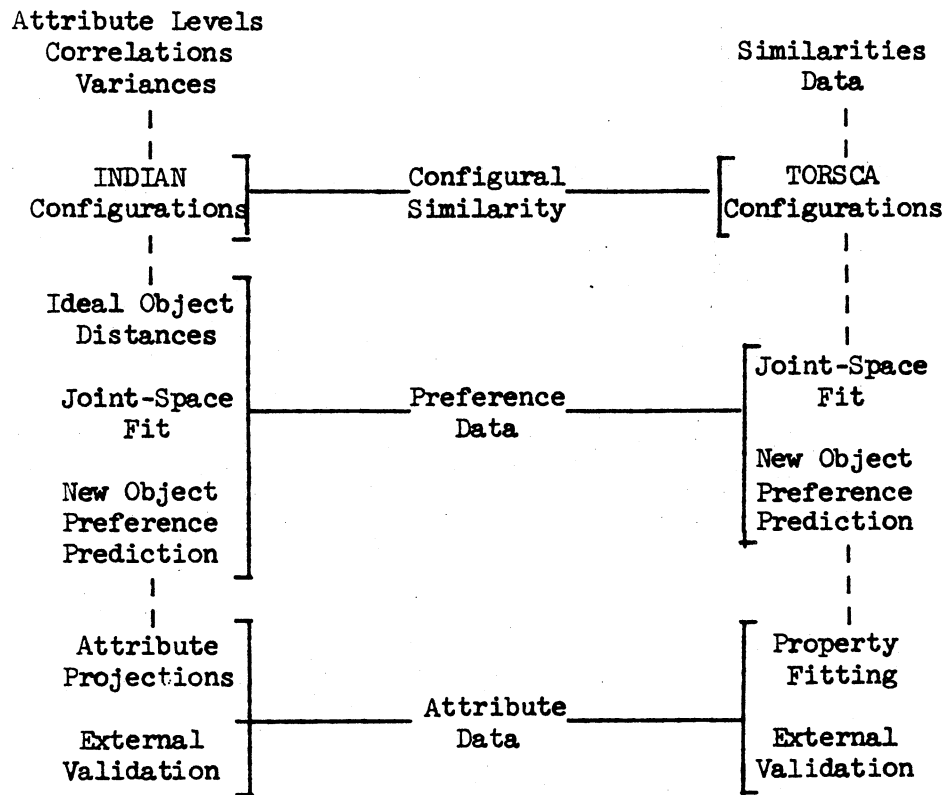 Attribute Levels
Correlations
Variances
Similarities
Data
INDIAN
Configurations
Configural
Similarity
TORSCA
Configurations
Ideal Object
Distances
Joint-Space
Fit
New Object
Preference
Prediction
Preference
Data
Joint-Space
Fit
New Object
Preference
Prediction
Attribute
Projections
External
Validation
Attribute
Data
Property
Fitting
External
Validation